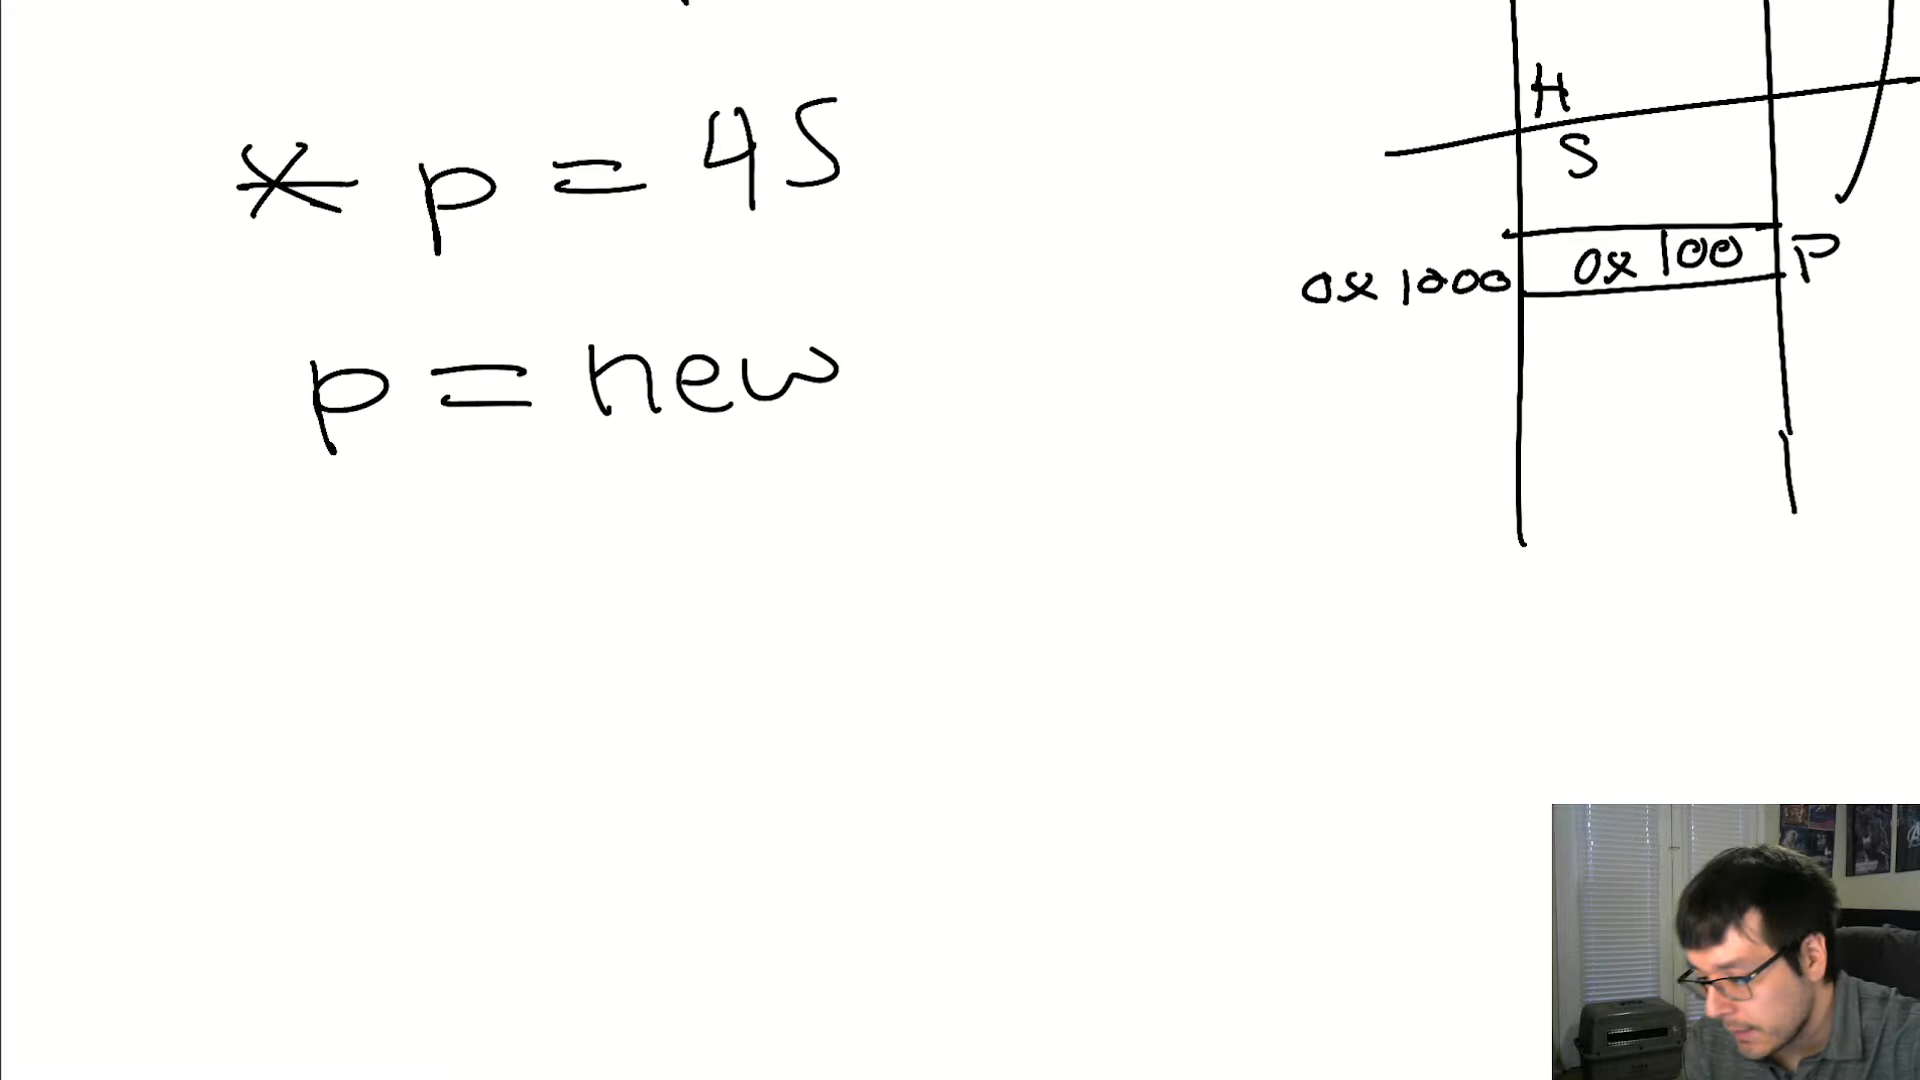 * p = 45
p = new
H
S
0x1000 0x100 P